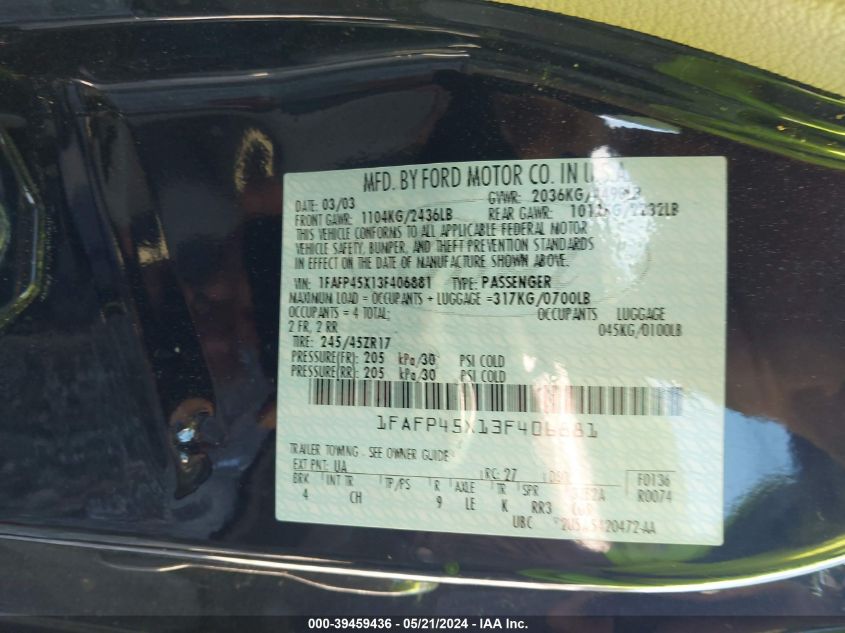 MFD. BY FORD MOTOR CO. IN U.S.A.
DATE: 03/03 GVWR: 2036KG/
FRONT GAWR: 1104KG/2436LB REAR GAWR:
THIS VEHICLE CONFORMS TO ALL APPLICABLE FEDERAL MOTOR
VEHICLE SAFETY, BUMPER, AND THEFT PREVENTION STANDARDS
IN EFFECT ON THE DATE OF MANUFACTURE SHOWN ABOVE.
VIN: 1FAFP45X13F406881 TYPE: PASSENGER
MAXIMUM LOAD = OCCUPANTS + LUGGAGE =317KG/0700LB
OCCUPANTS = 4 TOTAL: OCCUPANTS LUGGAGE
2 FR, 2 RR 045KG/0100LB
TIRE: 245/45ZR17
PRESSURE(FR): 205 kPa/30 PSI COLD
PRESSURE(RR): 205 kPa/30 PSI COLD
1FAFP45X13F406881
TRAILER TOWING - SEE OWNER GUIDE
EXT PNT: UA RC: 27 DSO: F0136
BRK INT TR TP/PS R AXLE TR SPR R0074
4 CH 9 LE K RR3
UBC 5420472-AA
000-39459436 - 05/21/2024 - IAA Inc.